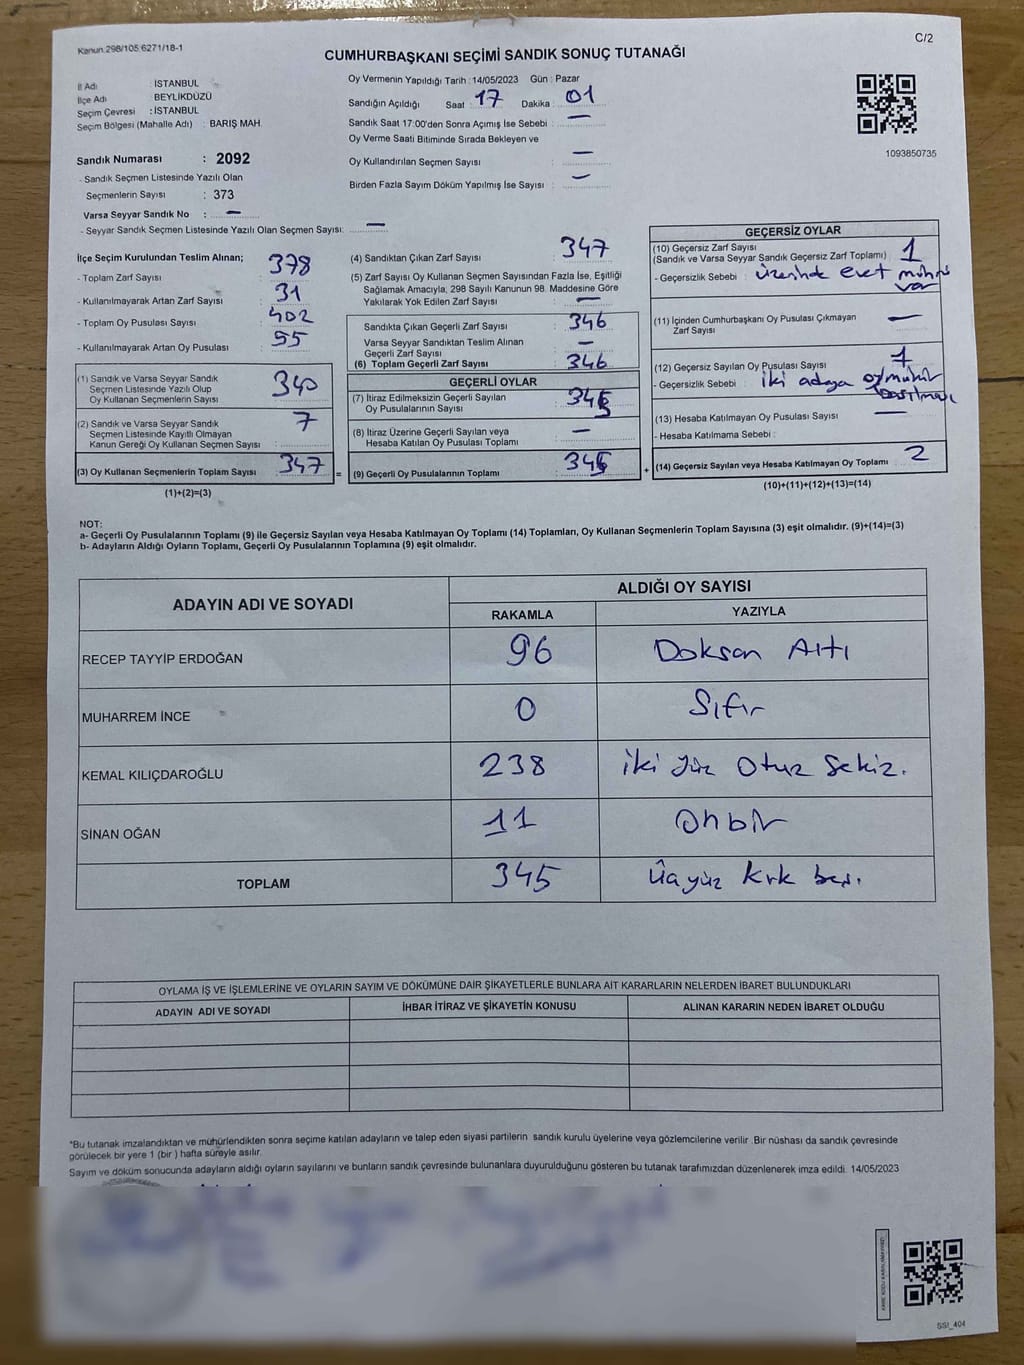 Kanun.298/105.6271/18-1
C/2
CUMHURBAŞKANI SEÇİMİ SANDIK SONUÇ TUTANAĞI
İl Adı : İSTANBUL
İlçe Adı BEYLİKDÜZÜ
Seçim Çevresi : İSTANBUL
Seçim Bölgesi (Mahalle Adı) : BARIŞ MAH.
Sandık Numarası : 2092
- Sandık Seçmen Listesinde Yazılı Olan
Seçmenlerin Sayısı : 373
Varsa Seyyar Sandık No : —
- Seyyar Sandık Seçmen Listesinde Yazılı Olan Seçmen Sayısı: —
Oy Vermenin Yapıldığı Tarih : 14/05/2023 Gün : Pazar
Sandığın Açıldığı Saat : 17 Dakika : 01
Sandık Saat 17:00'den Sonra Açımış İse Sebebi : —
Oy Verme Saati Bitiminde Sırada Bekleyen ve
Oy Kullandırılan Seçmen Sayısı : —
Birden Fazla Sayım Döküm Yapılmış İse Sayısı : —
1093850735
İlçe Seçim Kurulundan Teslim Alınan;
- Toplam Zarf Sayısı : 378
- Kullanılmayarak Artan Zarf Sayısı : 31
- Toplam Oy Pusulası Sayısı : 402
- Kullanılmayarak Artan Oy Pusulası : 55
(1) Sandık ve Varsa Seyyar Sandık
Seçmen Listesinde Yazılı Olup
Oy Kullanan Seçmenlerin Sayısı : 340
(2) Sandık ve Varsa Seyyar Sandık
Seçmen Listesinde Kayıtlı Olmayan
Kanun Gereği Oy Kullanan Seçmen Sayısı : 7
(3) Oy Kullanan Seçmenlerin Toplam Sayısı : 347
(1)+(2)=(3)
=
(4) Sandıktan Çıkan Zarf Sayısı : 347
(5) Zarf Sayısı Oy Kullanan Seçmen Sayısından Fazla İse, Eşitliği
Sağlamak Amacıyla, 298 Sayılı Kanunun 98. Maddesine Göre
Yakılarak Yok Edilen Zarf Sayısı : —
Sandıkta Çıkan Geçerli Zarf Sayısı : 346
Varsa Seyyar Sandıktan Teslim Alınan
Geçerli Zarf Sayısı : —
(6) Toplam Geçerli Zarf Sayısı : 346
GEÇERLİ OYLAR
(7) İtiraz Edilmeksizin Geçerli Sayılan
Oy Pusulalarının Sayısı : 345
(8) İtiraz Üzerine Geçerli Sayılan veya
Hesaba Katılan Oy Pusulası Toplamı : —
(9) Geçerli Oy Pusulalarının Toplamı : 345
+
GEÇERSİZ OYLAR
(10) Geçersiz Zarf Sayısı
(Sandık ve Varsa Seyyar Sandık Geçersiz Zarf Toplamı) : 1
- Geçersizlik Sebebi : üzerinde evet mührü
var
(11) İçinden Cumhurbaşkanı Oy Pusulası Çıkmayan
Zarf Sayısı : —
(12) Geçersiz Sayılan Oy Pusulası Sayısı : 1
- Geçersizlik Sebebi : iki adaya oy mühür
basılması
(13) Hesaba Katılmayan Oy Pusulası Sayısı : —
- Hesaba Katılmama Sebebi :
(14) Geçersiz Sayılan veya Hesaba Katılmayan Oy Toplamı : 2
(10)+(11)+(12)+(13)=(14)
NOT:
a- Geçerli Oy Pusulalarının Toplamı (9) ile Geçersiz Sayılan veya Hesaba Katılmayan Oy Toplamı (14) Toplamları, Oy Kullanan Seçmenlerin Toplam Sayısına (3) eşit olmalıdır. (9)+(14)=(3)
b- Adayların Aldığı Oyların Toplamı, Geçerli Oy Pusulalarının Toplamına (9) eşit olmalıdır.
ADAYIN ADI VE SOYADI
ALDIĞI OY SAYISI
RAKAMLA YAZIYLA
RECEP TAYYİP ERDOĞAN 96 Doksan Altı
MUHARREM İNCE 0 Sıfır
KEMAL KILIÇDAROĞLU 238 iki yüz Otuz Sekiz.
SİNAN OĞAN 11 Onbir
TOPLAM 345 Üçyüz kırk beş.
OYLAMA İŞ VE İŞLEMLERİNE VE OYLARIN SAYIM VE DÖKÜMÜNE DAİR ŞİKAYETLERLE BUNLARA AİT KARARLARIN NELERDEN İBARET BULUNDUKLARI
ADAYIN ADI VE SOYADI İHBAR İTİRAZ VE ŞİKAYETİN KONUSU ALINAN KARARIN NEDEN İBARET OLDUĞU
*Bu tutanak imzalandıktan ve mühürlendikten sonra seçime katılan adayların ve talep eden siyasi partilerin sandık kurulu üyelerine veya gözlemcilerine verilir .Bir nüshası da sandık çevresinde
görülecek bir yere 1 (bir ) hafta süreyle asılır.
Sayım ve döküm sonucunda adayların aldığı oyların sayılarını ve bunların sandık çevresinde bulunanlara duyurulduğunu gösteren bu tutanak tarafımızdan düzenlenerek imza edildi. 14/05/2023
SSI_404